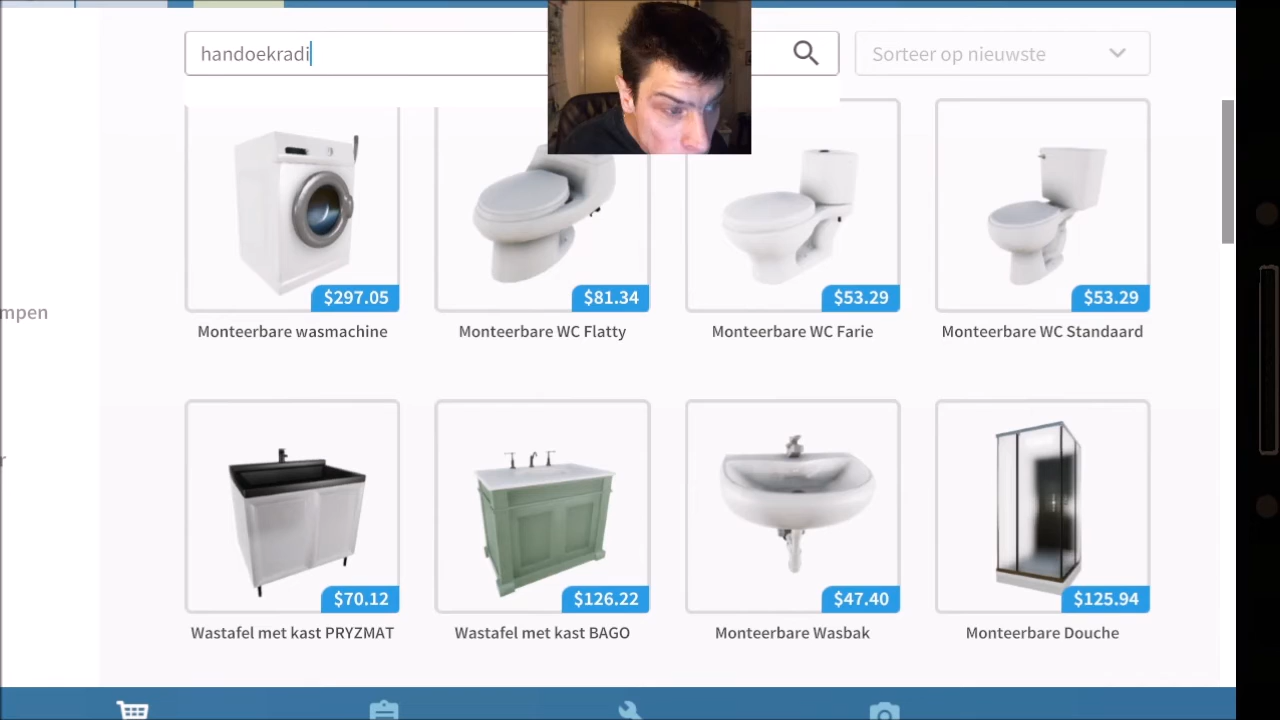 handoekradi
Sorteer op nieuwste
$297.05
$81.34
$53.29
$53.29
Monteerbare wasmachine
Monteerbare WC Flatty
Monteerbare WC Farie
Monteerbare WC Standaard
mpen
r
$70.12
$126.22
$47.40
$125.94
Wastafel met kast PRYZMAT
Wastafel met kast BAGO
Monteerbare Wasbak
Monteerbare Douche